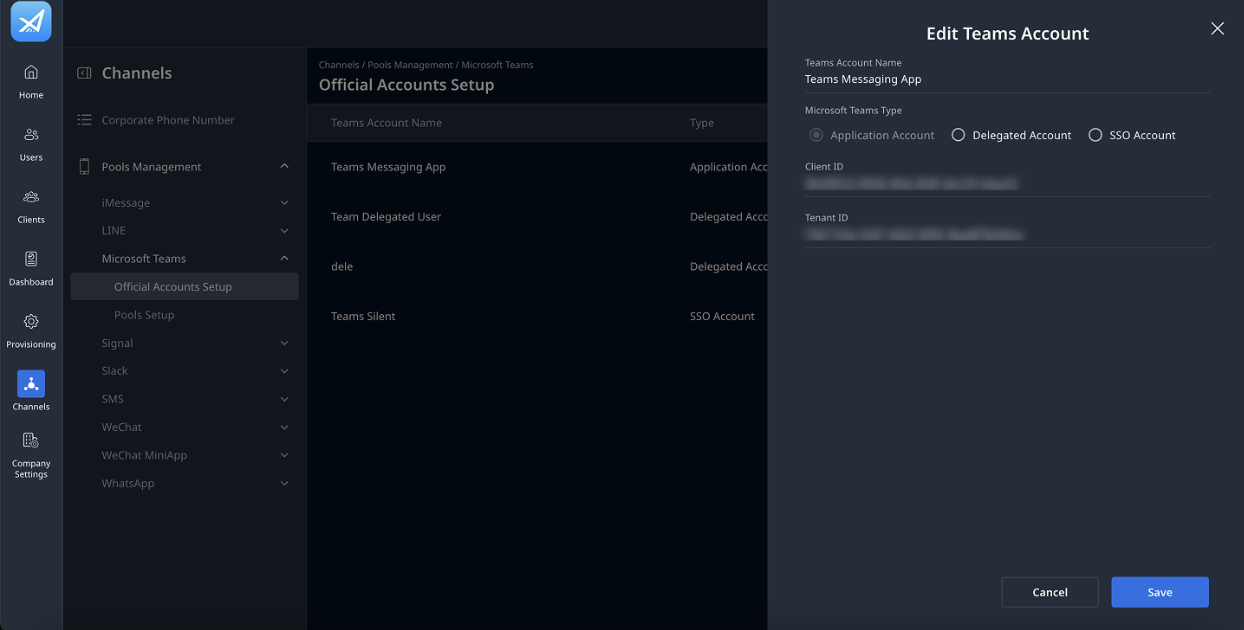 Home
Users
Clients
Dashboard
Provisioning
Channels
Company
Settings
Channels
Corporate Phone Number
Pools Management
iMessage
LINE
Microsoft Teams
Official Accounts Setup
Pools Setup
Signal
Slack
SMS
WeChat
WeChat MiniApp
WhatsApp
Channels / Pools Management / Microsoft Teams
Official Accounts Setup
Teams Account Name Type
Teams Messaging App Application Acc
Team Delegated User Delegated Acco
dele Delegated Acco
Teams Silent SSO Account
Edit Teams Account
Teams Account Name
Teams Messaging App
Microsoft Teams Type
Application Account Delegated Account SSO Account
Client ID
Tenant ID
Cancel Save